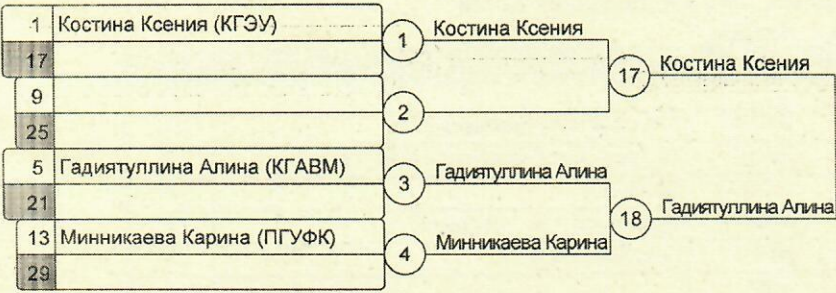 1 Костина Ксения (КГЭУ)
17
1
Костина Ксения
9
25
2
17
Костина Ксения
5 Гадиятуллина Алина (КГАВМ)
21
3
Гадиятуллина Алина
13 Минникаева Карина (ПГУФК)
29
4
Минникаева Карина
18
Гадиятуллина Алина